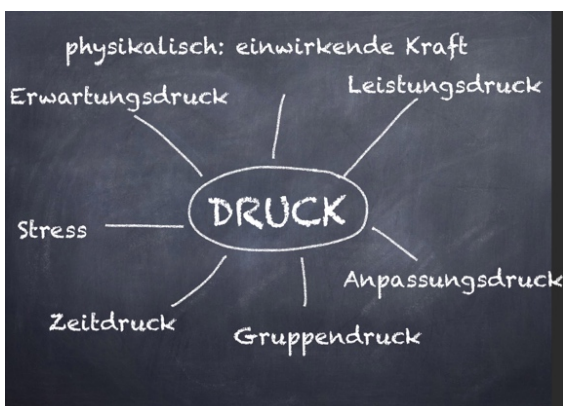 physikalisch: einwirkende Kraft
Erwartungsdruck
Leistungsdruck
DRUCK
Stress
Anpassungsdruck
Zeitdruck
Gruppendruck